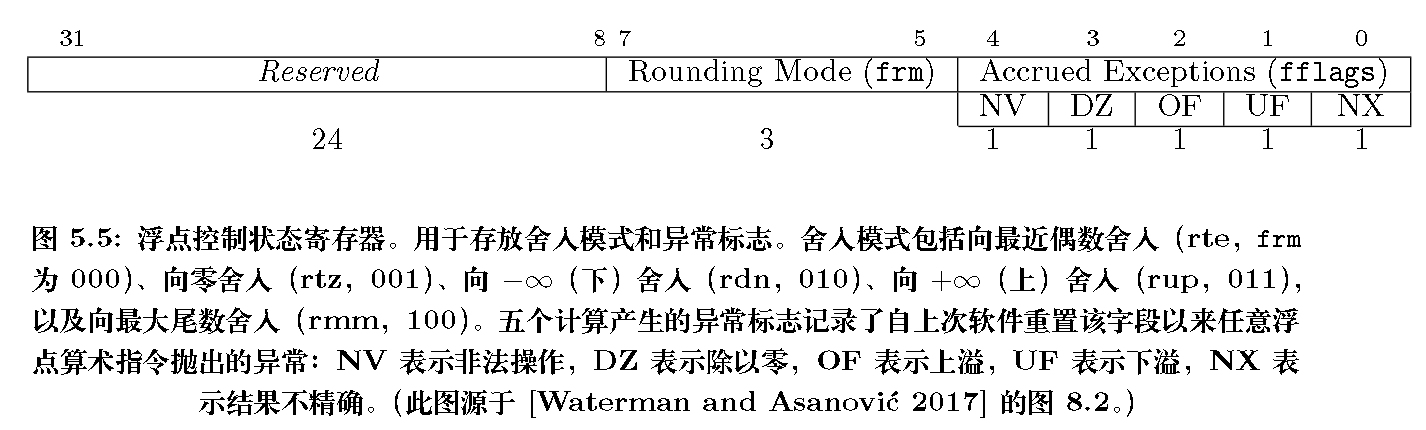 31 8 7 5 4 3 2 1 0
Reserved Rounding Mode (frm) Accrued Exceptions (fflags)
NV DZ OF UF NX
24 3 1 1 1 1 1
图 5.5: 浮点控制状态寄存器。用于存放舍入模式和异常标志。舍入模式包括向最近偶数舍入 (rte, frm
为 000)、向零舍入 (rtz, 001)、向 −∞ (下) 舍入 (rdn, 010)、向 +∞ (上) 舍入 (rup, 011),
以及向最大尾数舍入 (rmm, 100)。五个计算产生的异常标志记录了自上次软件重置该字段以来任意浮
点算术指令抛出的异常: NV 表示非法操作, DZ 表示除以零, OF 表示上溢, UF 表示下溢, NX 表
示结果不精确。(此图源于 [Waterman and Asanović 2017] 的图 8.2。)